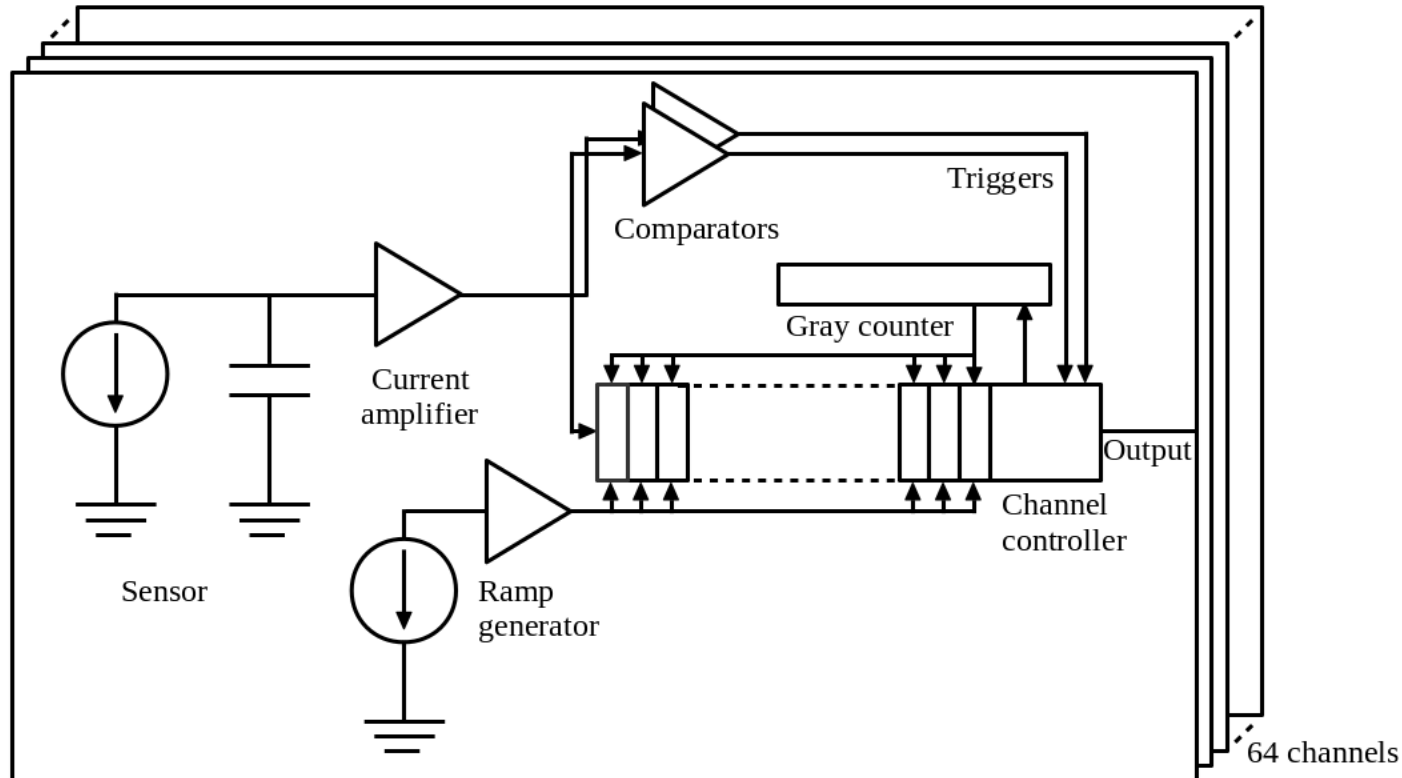 Triggers
Comparators
Gray counter
Current
amplifier
Output
Channel
controller
Sensor
Ramp
generator
64 channels